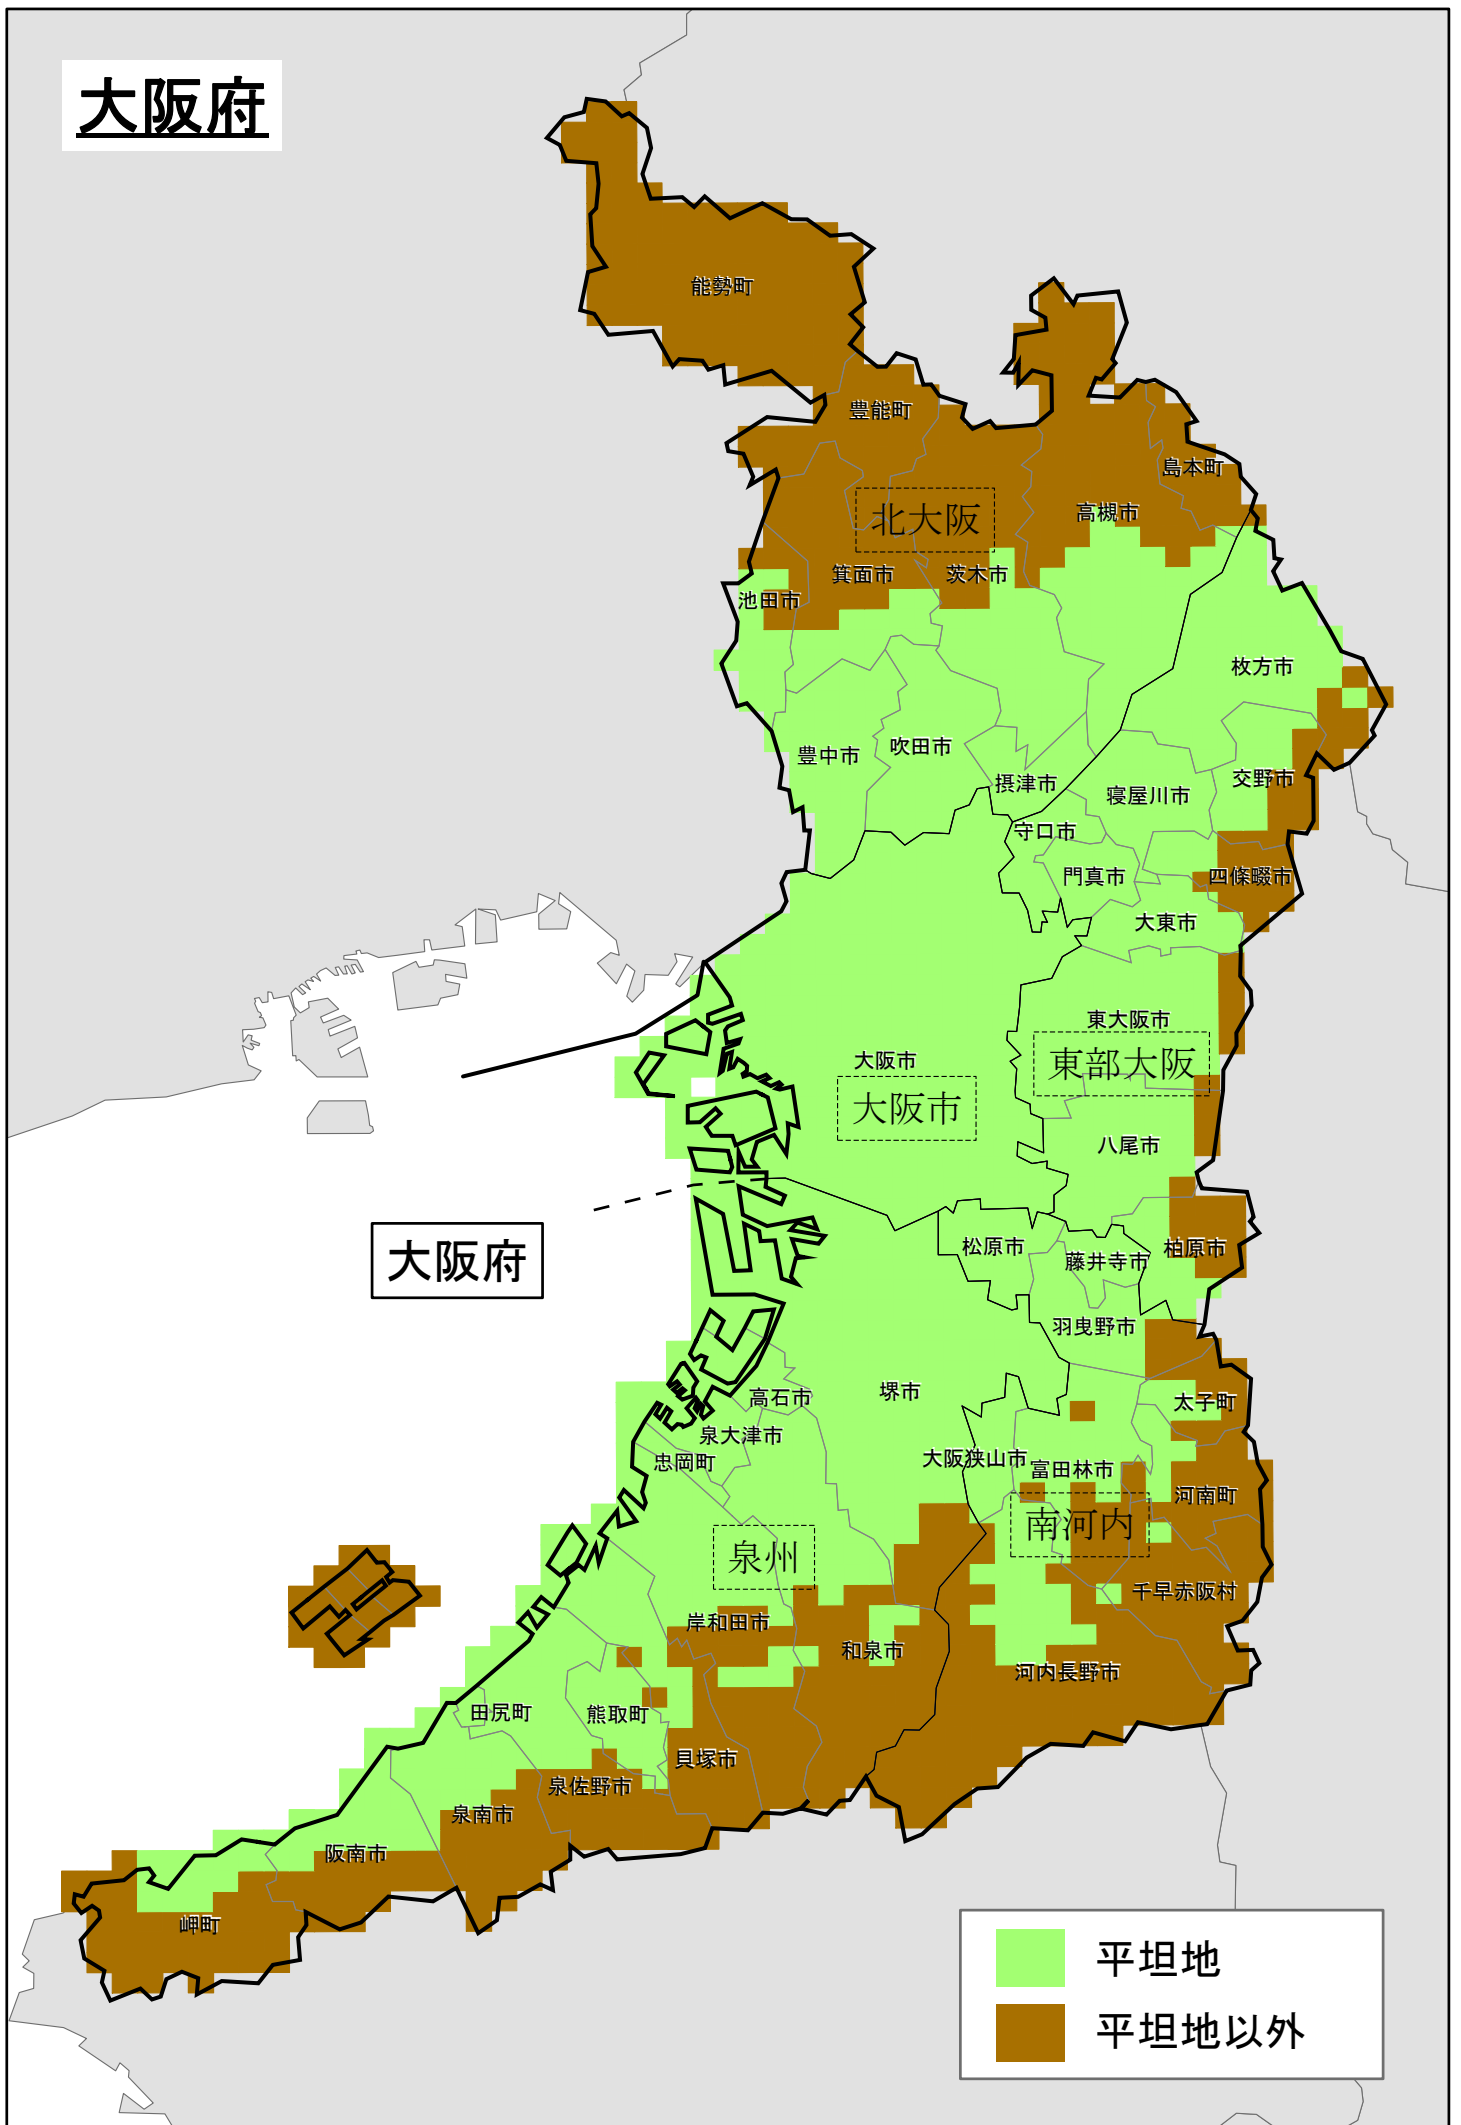 大阪府
能勢町
豊能町
島本町
高槻市
北大阪
箕面市
茨木市
池田市
枚方市
豊中市
吹田市
摂津市
寝屋川市
交野市
守口市
門真市
四條畷市
大東市
東大阪市
東部大阪
大阪市
大阪市
八尾市
松原市
藤井寺市
柏原市
大阪府
羽曳野市
高石市
堺市
太子町
泉大津市
忠岡町
大阪狭山市
富田林市
河南町
南河内
泉州
千早赤阪村
岸和田市
和泉市
河内長野市
田尻町
熊取町
貝塚市
泉佐野市
泉南市
阪南市
岬町
平坦地
平坦地以外